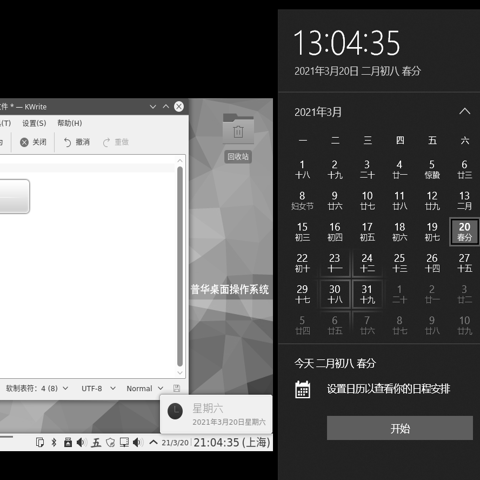 文件 * — KWrite
(T) 设置(S) 帮助(H)
关闭 撤消 重做
回收站
普华桌面操作系统
软制表符：4 (8) UTF-8 Normal
星期六
2021年3月20日星期六
五 21/3/20 21:04:35 (上海)
13:04:35
2021年3月20日 二月初八 春分
2021年3月
一 二 三 四 五 六
1 2 3 4 5 6
十八 十九 二十 廿一 惊蛰 廿三
8 9 10 11 12 13
妇女节 廿六 廿七 廿八 廿九 二月
15 16 17 18 19 20
初三 初四 初五 初六 初七 春分
22 23 24 25 26 27
初十 十一 十二 十三 十四 十五
29 30 31 1 2 3
十七 十八 十九 二十 廿一 廿二
5 6 7 8 9 10
廿四 廿五 廿六 廿七 廿八 廿九
今天 二月初八 春分
设置日历以查看你的日程安排
开始